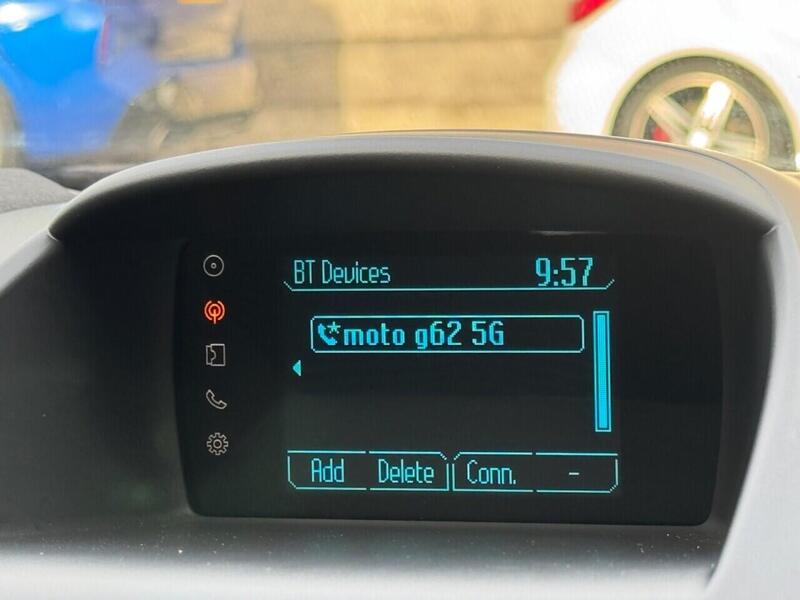 BT Devices
9:57
moto g62 5G
Add Delete Conn. -